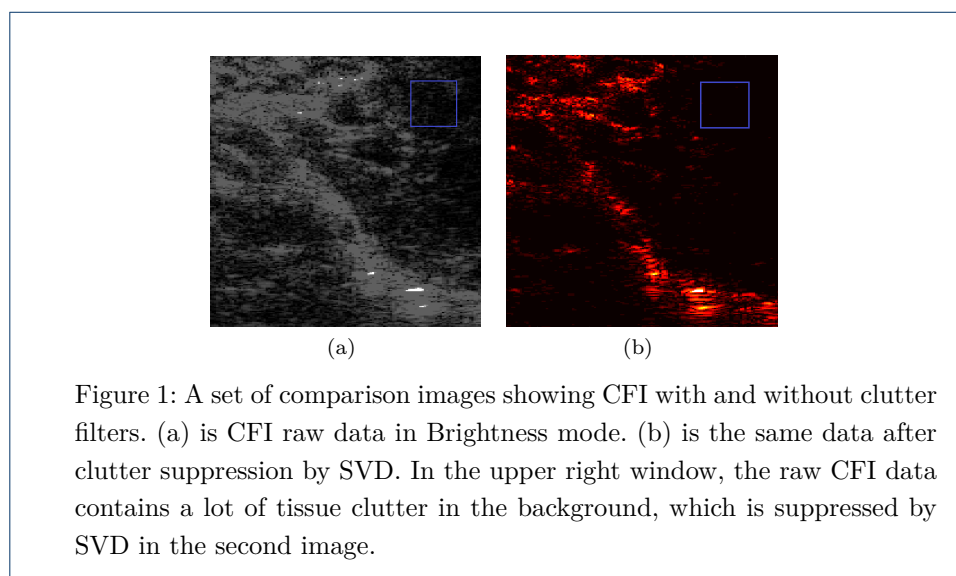 (a)
(b)
Figure 1: A set of comparison images showing CFI with and without clutter
filters. (a) is CFI raw data in Brightness mode. (b) is the same data after
clutter suppression by SVD. In the upper right window, the raw CFI data
contains a lot of tissue clutter in the background, which is suppressed by
SVD in the second image.